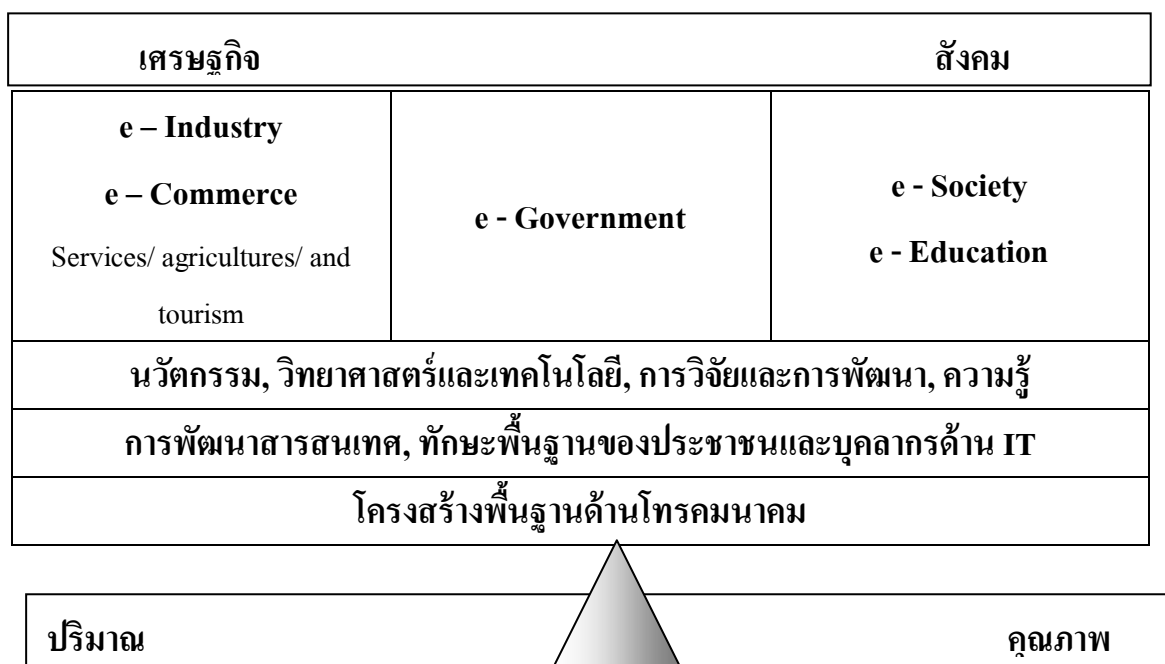 เศรษฐกิจ สังคม
e – Industry
e – Commerce
Services/ agricultures/ and
tourism
e - Government
e - Society
e - Education
นวัตกรรม, วิทยาศาสตร์และเทคโนโลยี, การวิจัยและการพัฒนา, ความรู้
การพัฒนาสารสนเทศ, ทักษะพื้นฐานของประชาชนและบุคลากรด้าน IT
โครงสร้างพื้นฐานด้านโทรคมนาคม
ปริมาณ คุณภาพ